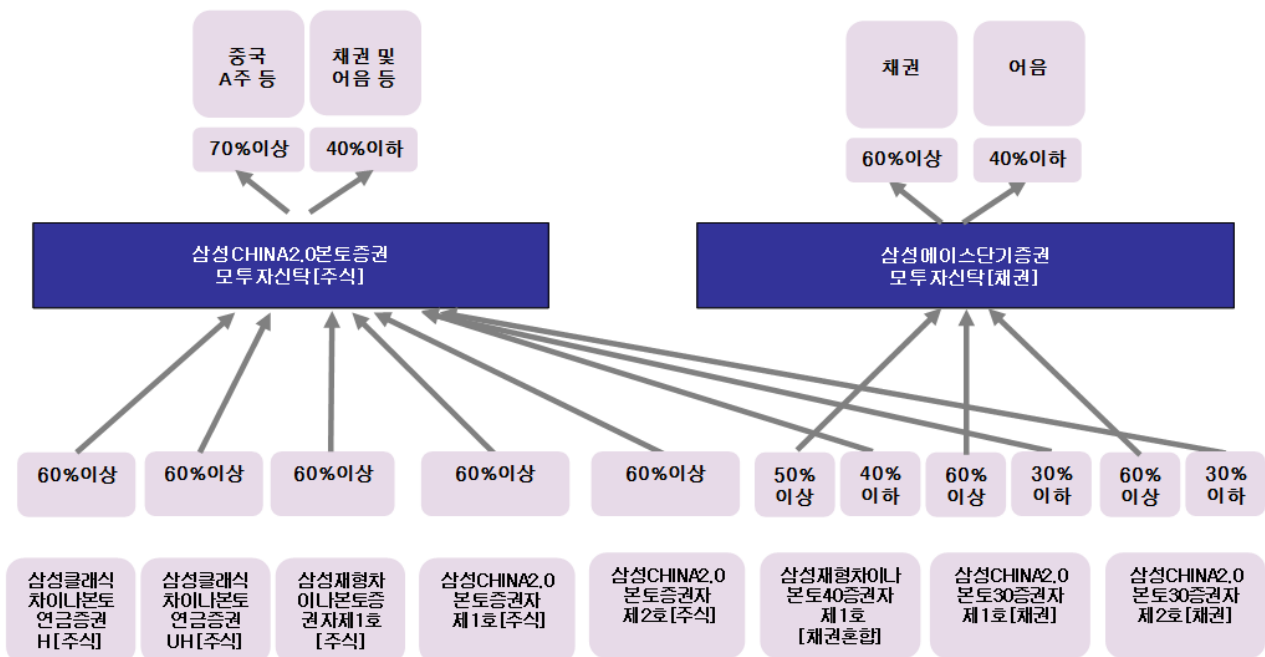 중국
A주 등
채권 및
어음 등
채권
어음
70%이상
40%이하
60%이상
40%이하
삼성CHINA2.0본토증권
모투자신탁[주식]
삼성에이스단기증권
모투자신탁[채권]
60%이상
60%이상
60%이상
60%이상
60%이상
50%
이상
40%
이하
60%
이상
30%
이하
60%
이상
30%
이하
삼성클래식
차이나본토
연금증권
H[주식]
삼성클래식
차이나본토
연금증권
UH[주식]
삼성재형차
이나본토증
권자제1호
[주식]
삼성CHINA2.0
본토증권자
제1호[주식]
삼성CHINA2.0
본토증권자
제2호[주식]
삼성재형차이나
본토40증권자
제1호
[채권혼합]
삼성CHINA2.0
본토30증권자
제1호[채권]
삼성CHINA2.0
본토30증권자
제2호[채권]